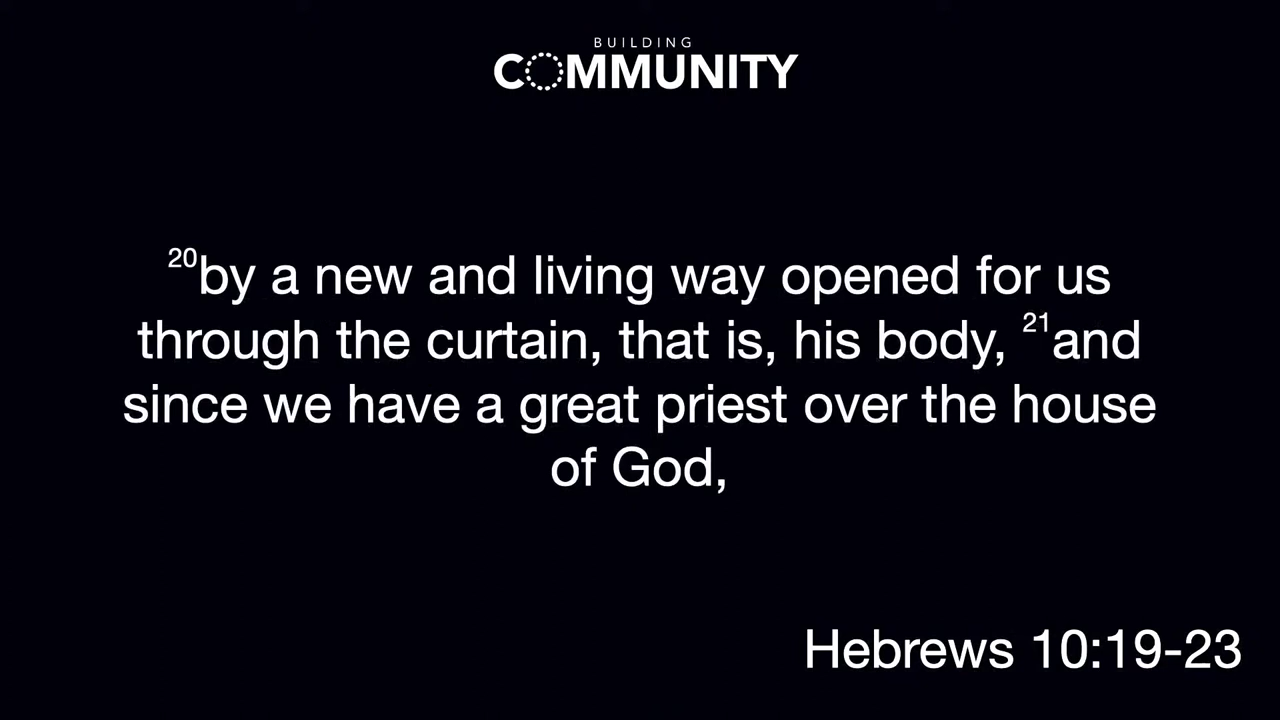 BUILDING
COMMUNITY
20by a new and living way opened for us
through the curtain, that is, his body, 21and
since we have a great priest over the house
of God,
Hebrews 10:19-23